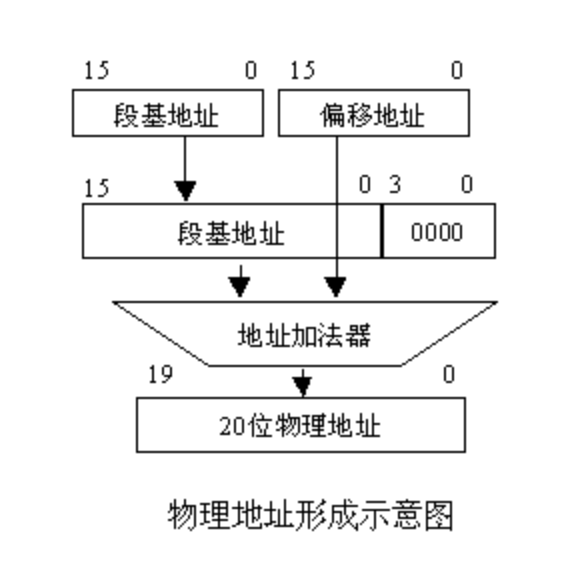 15 0 15 0
段基地址 偏移地址
15 0 3 0
段基地址 0000
地址加法器
19 0
20位物理地址
物理地址形成示意图